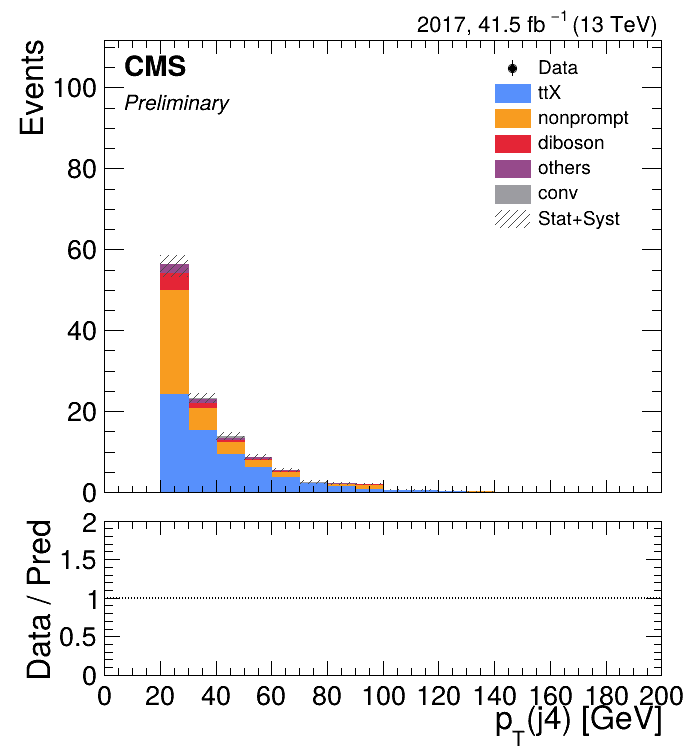 2017, 41.5 fb⁻¹ (13 TeV)
Events
CMS
Preliminary
Data
ttX
nonprompt
diboson
others
conv
Stat+Syst
100
80
60
40
20
0
Data / Pred
2
1.5
1
0.5
0
0 20 40 60 80 100 120 140 160 180 200
p_T(j4) [GeV]